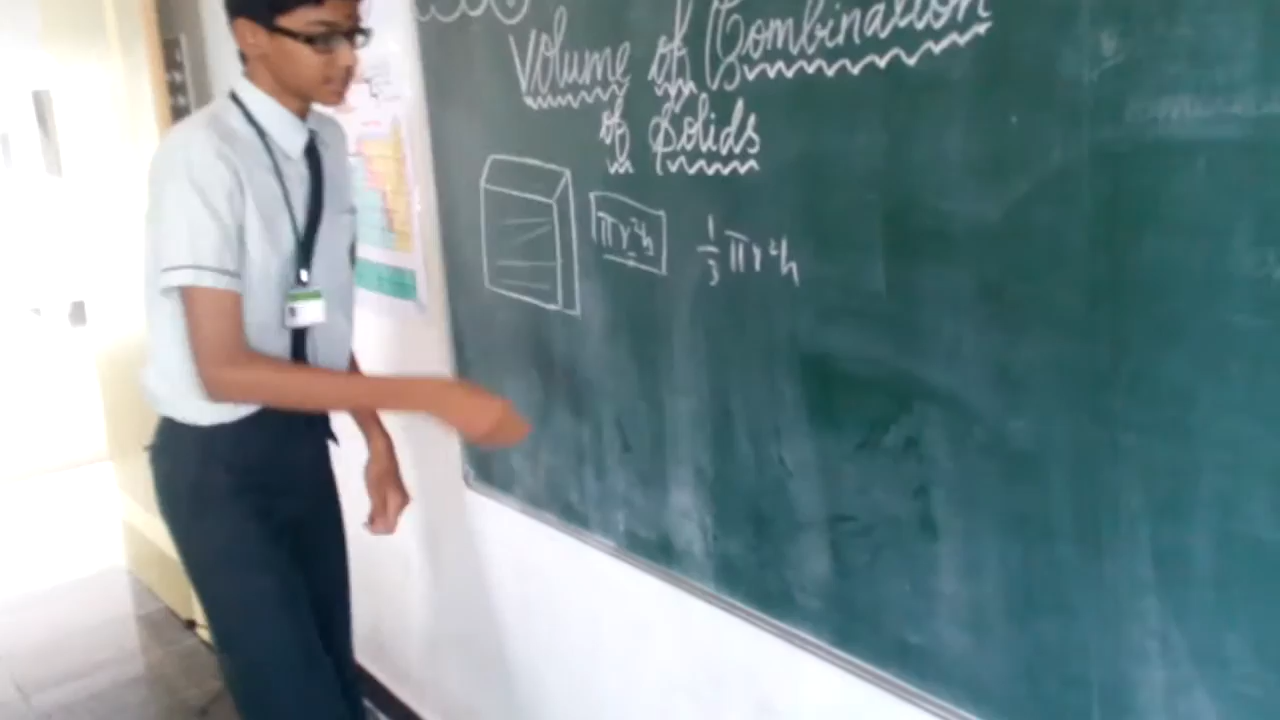 Volume of Combination
of Solids
πr²h
1/3 πr²h